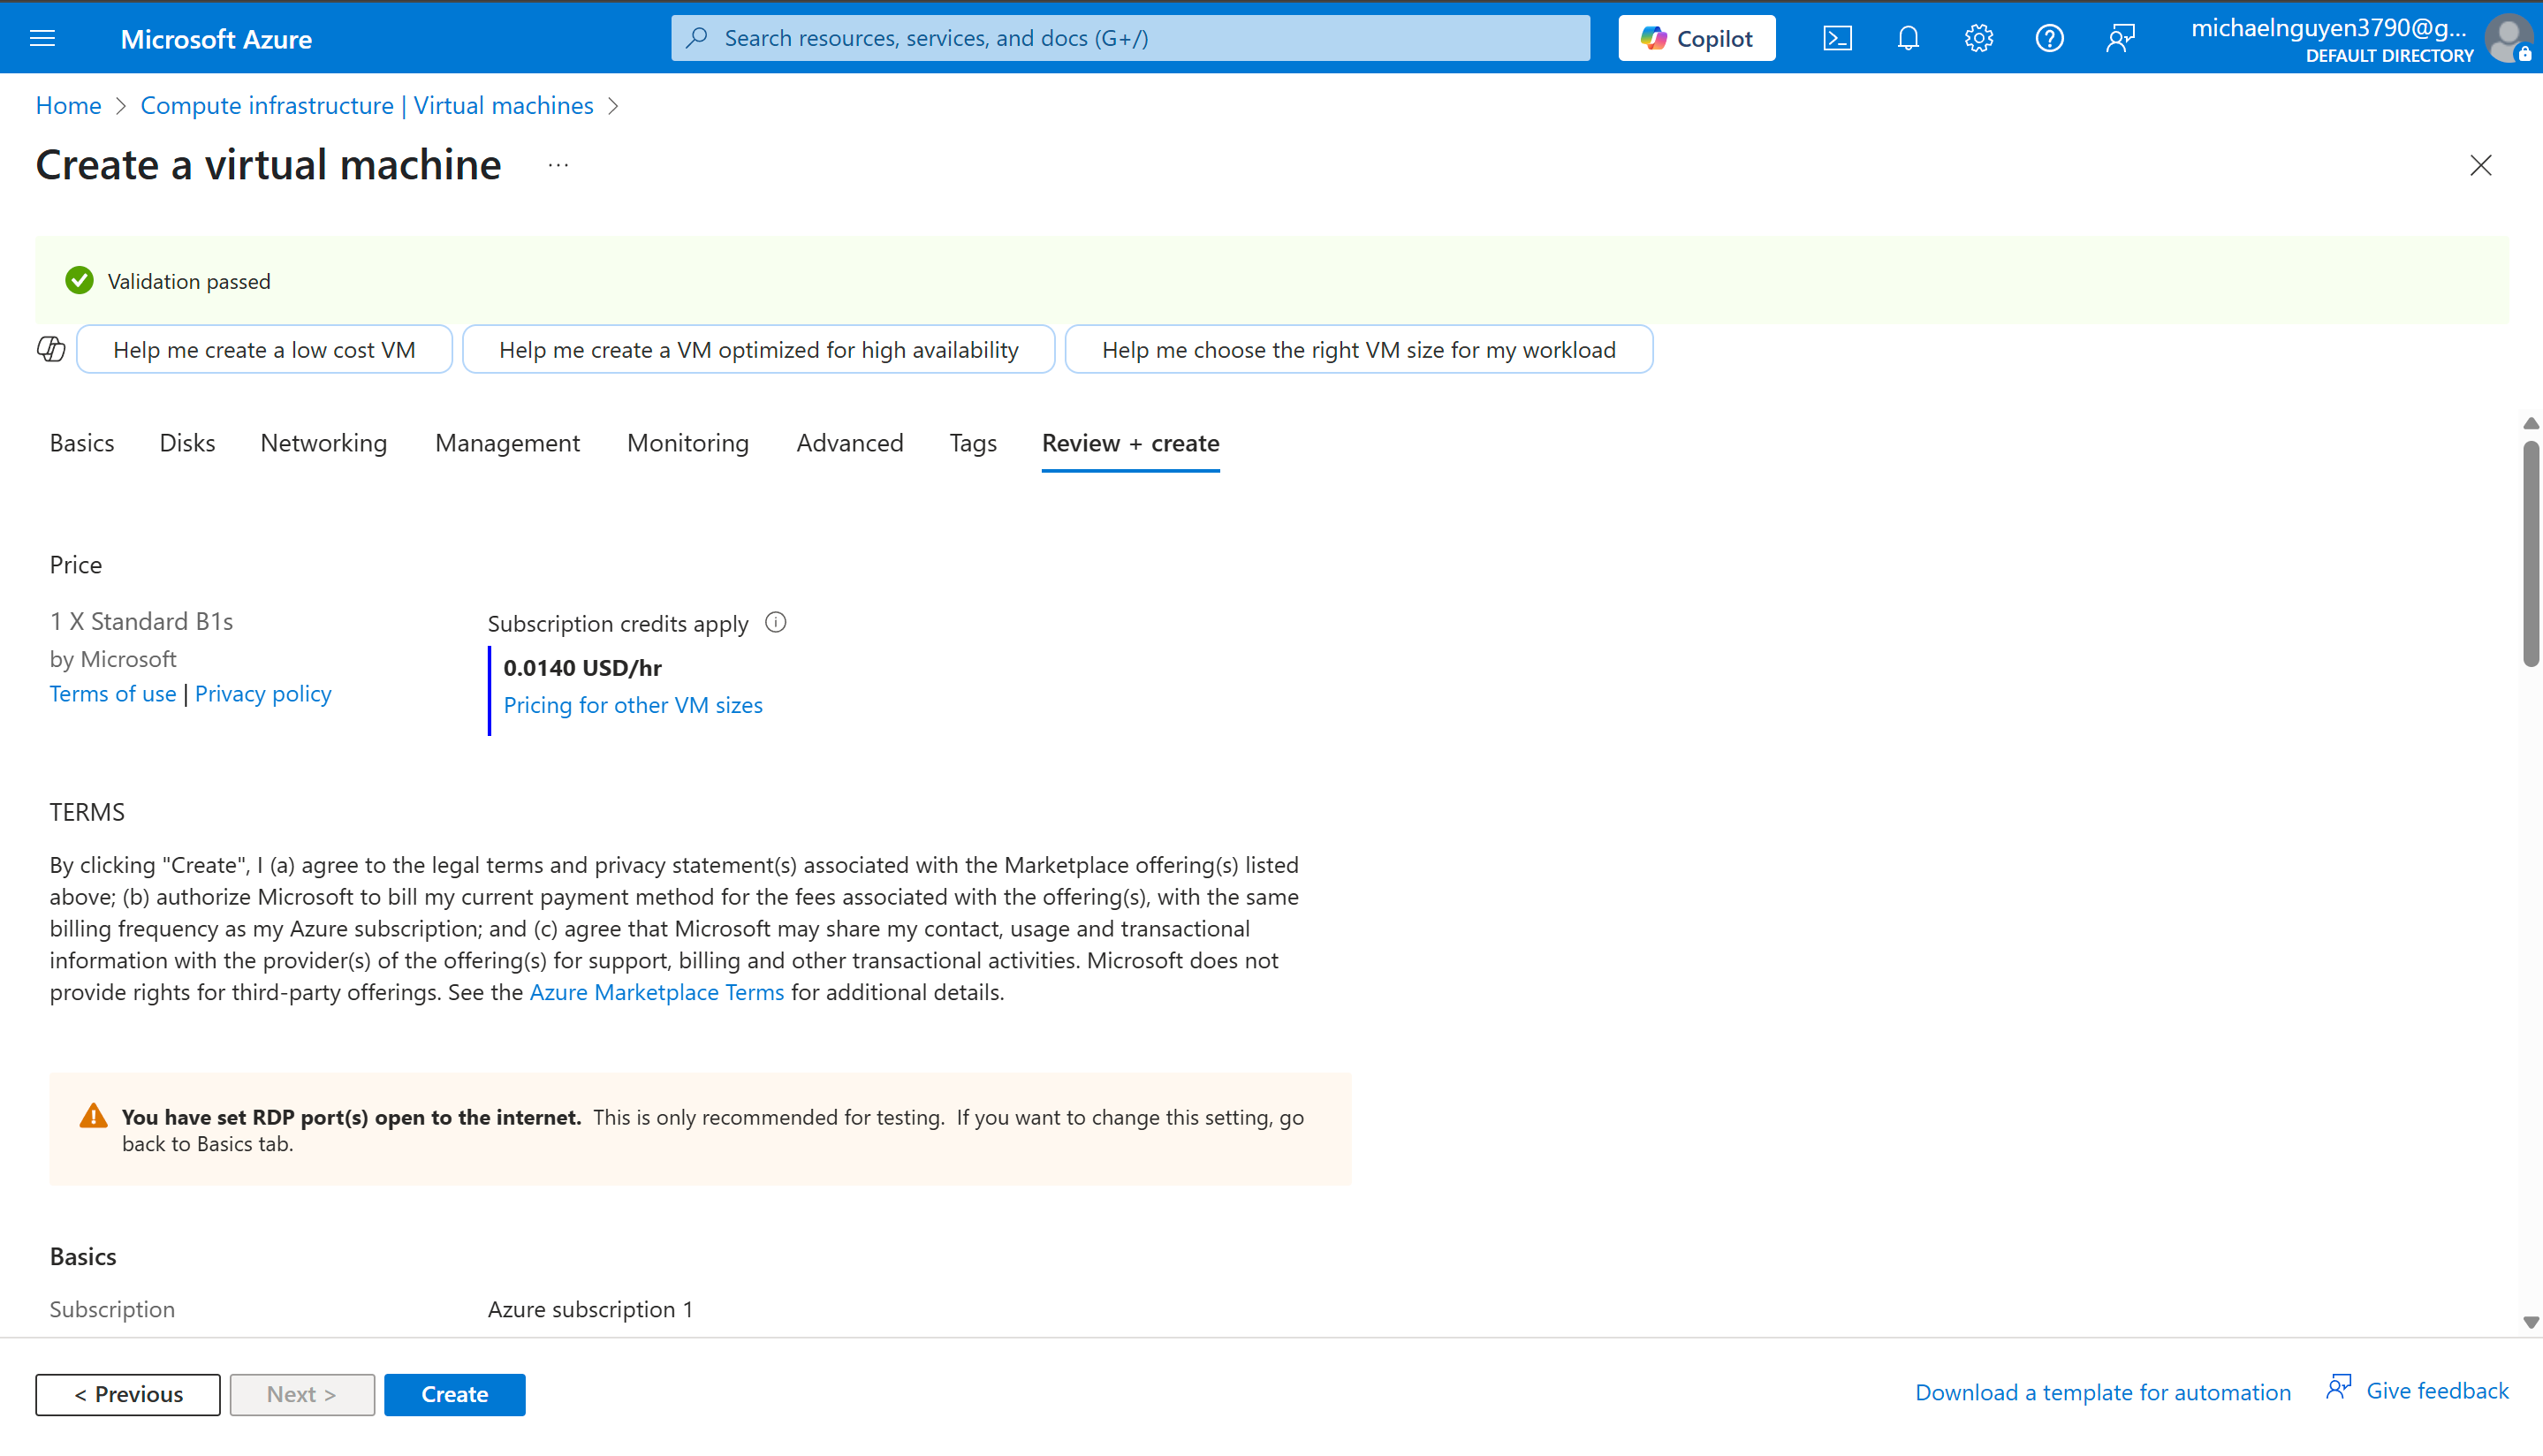 Microsoft Azure
Search resources, services, and docs (G+/)
Copilot
michaelnguyen3790@g...
DEFAULT DIRECTORY
Home
Compute infrastructure | Virtual machines
Create a virtual machine
...
Validation passed
Help me create a low cost VM
Help me create a VM optimized for high availability
Help me choose the right VM size for my workload
Basics
Disks
Networking
Management
Monitoring
Advanced
Tags
Review + create
Price
1 X Standard B1s
by Microsoft
Terms of use | Privacy policy
Subscription credits apply
0.0140 USD/hr
Pricing for other VM sizes
TERMS
By clicking "Create", I (a) agree to the legal terms and privacy statement(s) associated with the Marketplace offering(s) listed
above; (b) authorize Microsoft to bill my current payment method for the fees associated with the offering(s), with the same
billing frequency as my Azure subscription; and (c) agree that Microsoft may share my contact, usage and transactional
information with the provider(s) of the offering(s) for support, billing and other transactional activities. Microsoft does not
provide rights for third-party offerings. See the Azure Marketplace Terms for additional details.
You have set RDP port(s) open to the internet. This is only recommended for testing. If you want to change this setting, go
back to Basics tab.
Basics
Subscription
Azure subscription 1
< Previous
Next >
Create
Download a template for automation
Give feedback